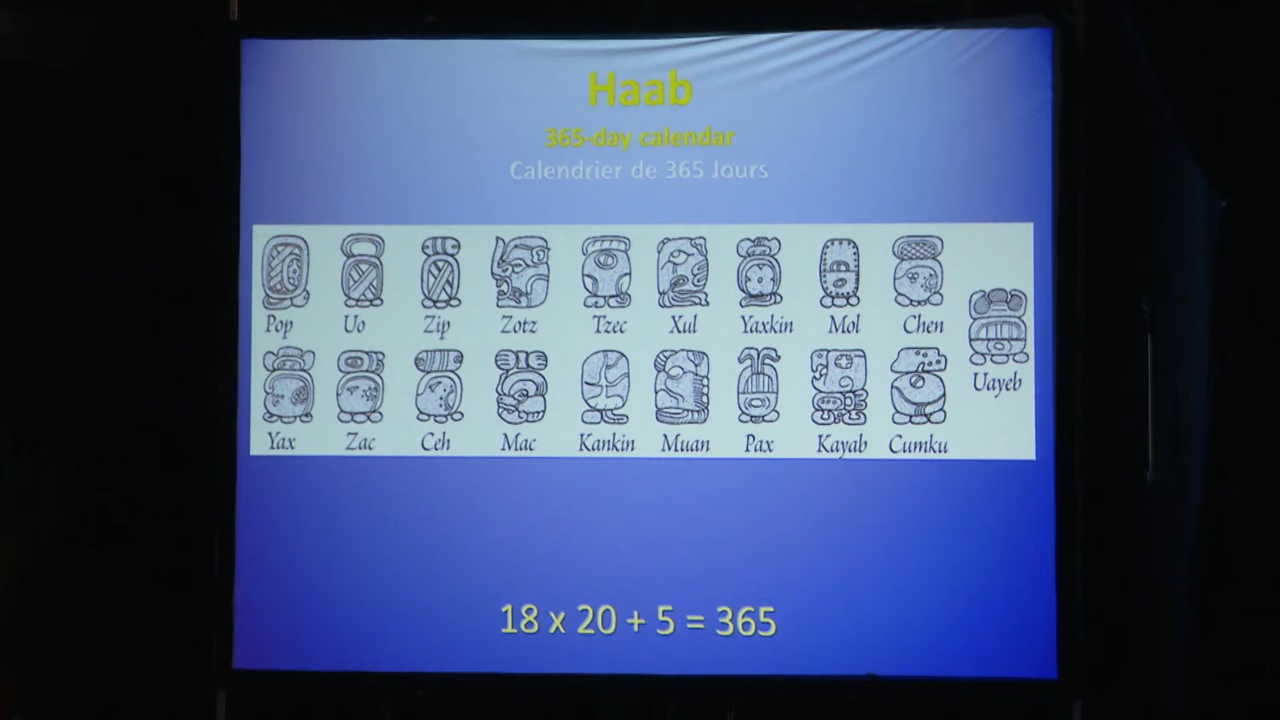 Haab
365-day calendar
Calendrier de 365 Jours
Pop Uo Zip Zotz Tzec Xul Yaxkin Mol Chen
Uayeb
Yax Zac Ceh Mac Kankin Muan Pax Kayab Cumku
18 x 20 + 5 = 365